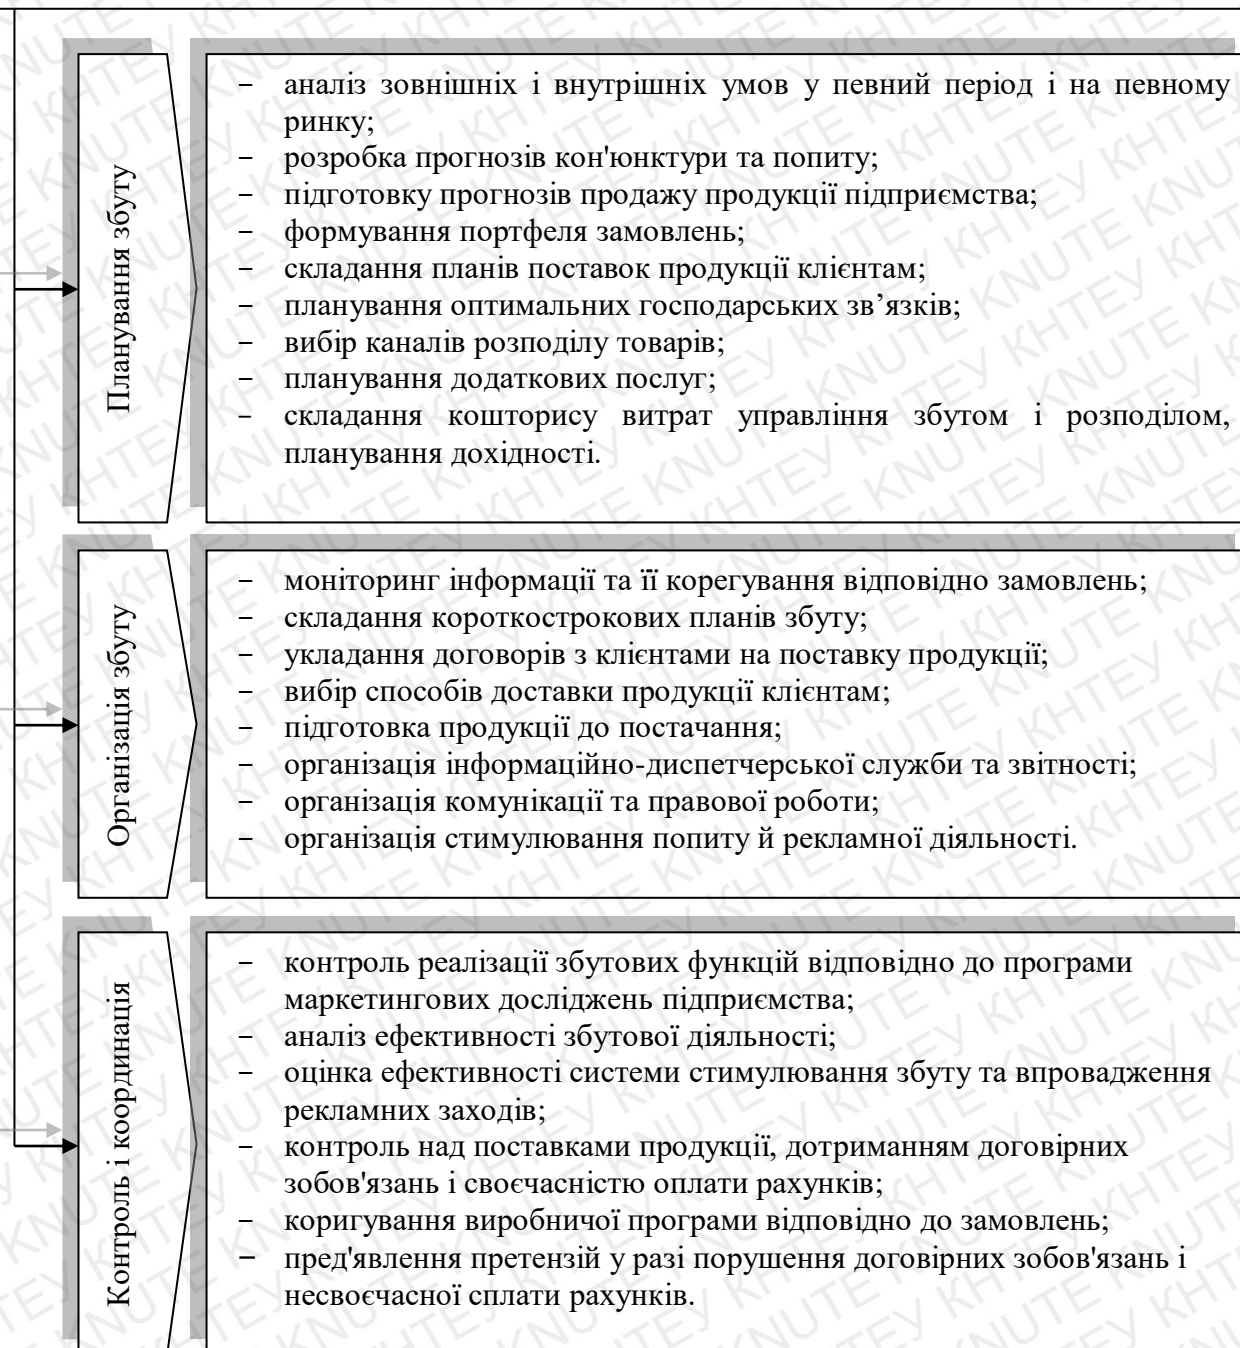 Планування збуту
− аналіз зовнішніх і внутрішніх умов у певний період і на певному
ринку;
− розробка прогнозів кон'юнктури та попиту;
− підготовку прогнозів продажу продукції підприємства;
− формування портфеля замовлень;
− складання планів поставок продукції клієнтам;
− планування оптимальних господарських зв’язків;
− вибір каналів розподілу товарів;
− планування додаткових послуг;
− складання кошторису витрат управління збутом і розподілом,
планування дохідності.
Організація збуту
− моніторинг інформації та її корегування відповідно замовлень;
− складання короткострокових планів збуту;
− укладання договорів з клієнтами на поставку продукції;
− вибір способів доставки продукції клієнтам;
− підготовка продукції до постачання;
− організація інформаційно-диспетчерської служби та звітності;
− організація комунікації та правової роботи;
− організація стимулювання попиту й рекламної діяльності.
Контроль і координація
− контроль реалізації збутових функцій відповідно до програми
маркетингових досліджень підприємства;
− аналіз ефективності збутової діяльності;
− оцінка ефективності системи стимулювання збуту та впровадження
рекламних заходів;
− контроль над поставками продукції, дотриманням договірних
зобов'язань і своєчасністю оплати рахунків;
− коригування виробничої програми відповідно до замовлень;
− пред'явлення претензій у разі порушення договірних зобов'язань і
несвоєчасної сплати рахунків.